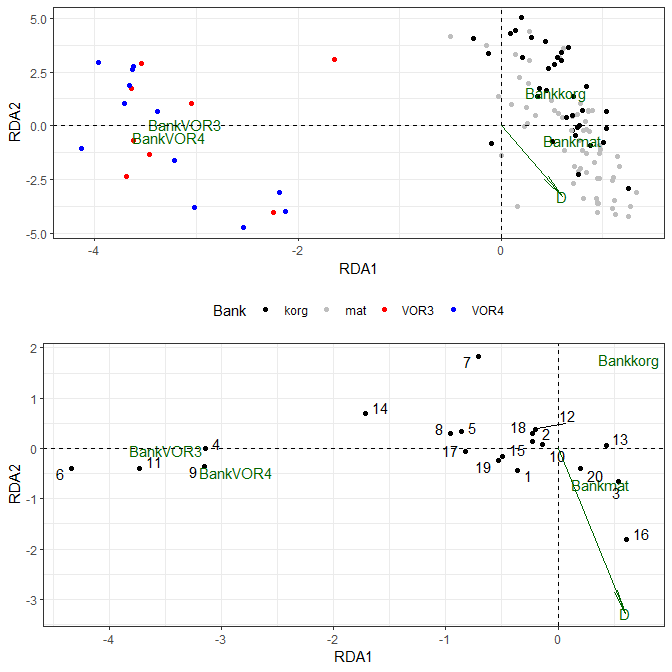 5.0
2.5
Bankkorg
0.0
BankVOR3
BankVOR4
Bankmat
-2.5
D
-5.0
RDA2
-4
-2
0
RDA1
Bank korg mat VOR3 VOR4
2
7
Bankkorg
1
14
12
8
5
18
2
13
0
4
BankVOR3
17
15
10
11
19
6
9
BankVOR4
1
20
Bankmat
3
-1
16
-2
-3
D
RDA2
-4
-3
-2
-1
0
RDA1